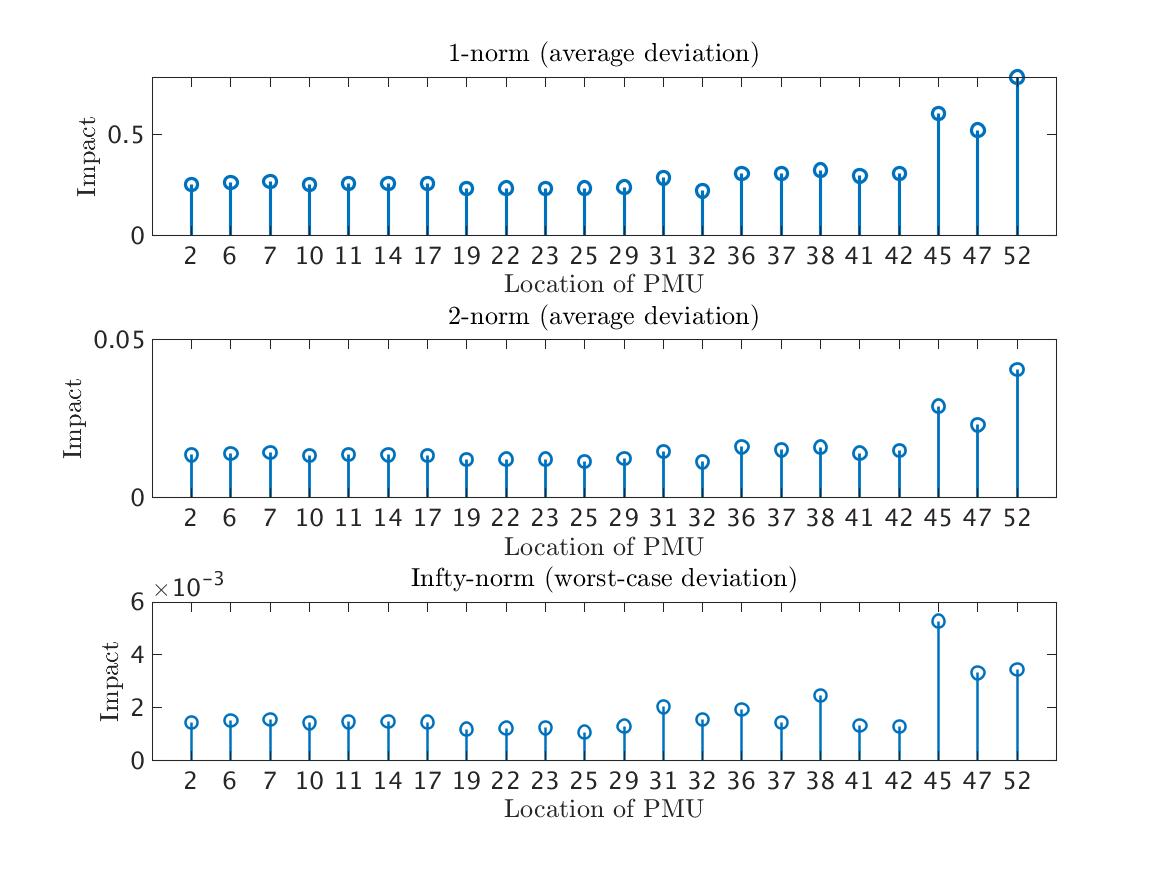 1-norm (average deviation)
Impact
0.5
0
2 6 7 10 11 14 17 19 22 23 25 29 31 32 36 37 38 41 42 45 47 52
Location of PMU
2-norm (average deviation)
Impact
0.05
0
2 6 7 10 11 14 17 19 22 23 25 29 31 32 36 37 38 41 42 45 47 52
Location of PMU
Infty-norm (worst-case deviation)
×10⁻³
Impact
6
4
2
0
2 6 7 10 11 14 17 19 22 23 25 29 31 32 36 37 38 41 42 45 47 52
Location of PMU